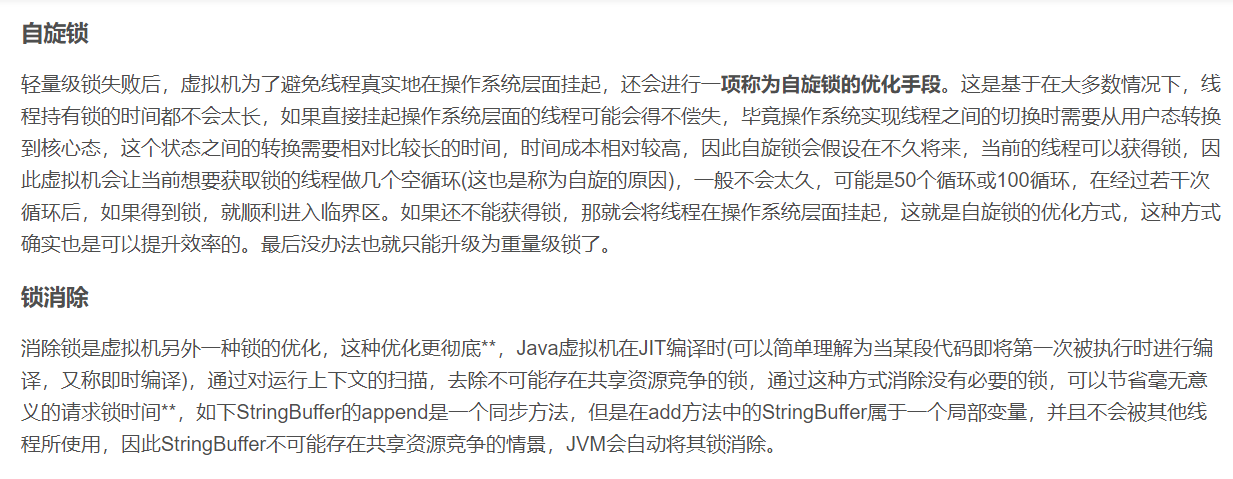 自旋锁
轻量级锁失败后，虚拟机为了避免线程真实地在操作系统层面挂起，还会进行一项称为自旋锁的优化手段。这是基于在大多数情况下，线
程持有锁的时间都不会太长，如果直接挂起操作系统层面的线程可能会得不偿失，毕竟操作系统实现线程之间的切换时需要从用户态转换
到核心态，这个状态之间的转换需要相对比较长的时间，时间成本相对较高，因此自旋锁会假设在不久将来，当前的线程可以获得锁，因
此虚拟机会让当前想要获取锁的线程做几个空循环(这也是称为自旋的原因)，一般不会太久，可能是50个循环或100循环，在经过若干次
循环后，如果得到锁，就顺利进入临界区。如果还不能获得锁，那就会将线程在操作系统层面挂起，这就是自旋锁的优化方式，这种方式
确实也是可以提升效率的。最后没办法也就只能升级为重量级锁了。
锁消除
消除锁是虚拟机另外一种锁的优化，这种优化更彻底**，Java虚拟机在JIT编译时(可以简单理解为当某段代码即将第一次被执行时进行编
译，又称即时编译)，通过对运行上下文的扫描，去除不可能存在共享资源竞争的锁，通过这种方式消除没有必要的锁，可以节省毫无意
义的请求锁时间**，如下StringBuffer的append是一个同步方法，但是在add方法中的StringBuffer属于一个局部变量，并且不会被其他线
程所使用，因此StringBuffer不可能存在共享资源竞争的情景，JVM会自动将其锁消除。